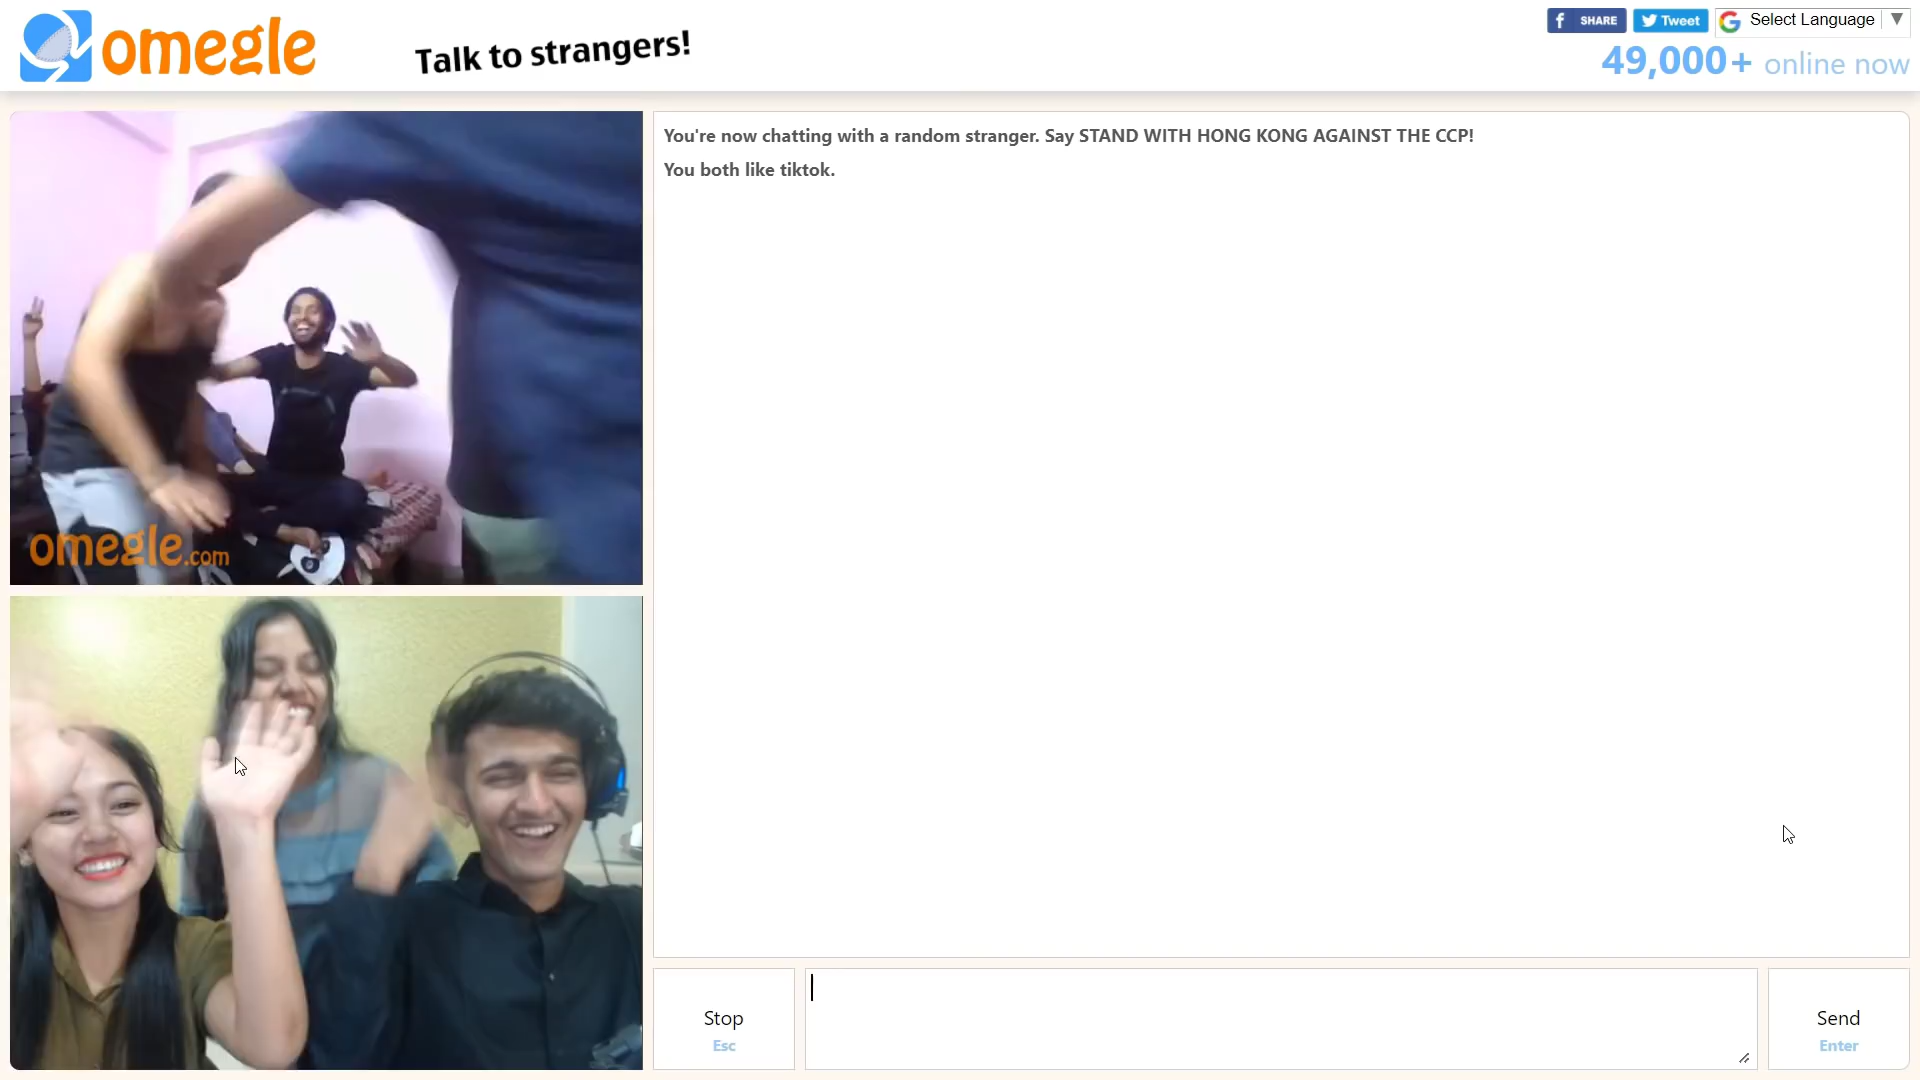 omegle
Talk to strangers!
f SHARE
Tweet
G Select Language ▼
49,000+ online now
You're now chatting with a random stranger. Say STAND WITH HONG KONG AGAINST THE CCP!
You both like tiktok.
omegle.com
Stop
Esc
Send
Enter